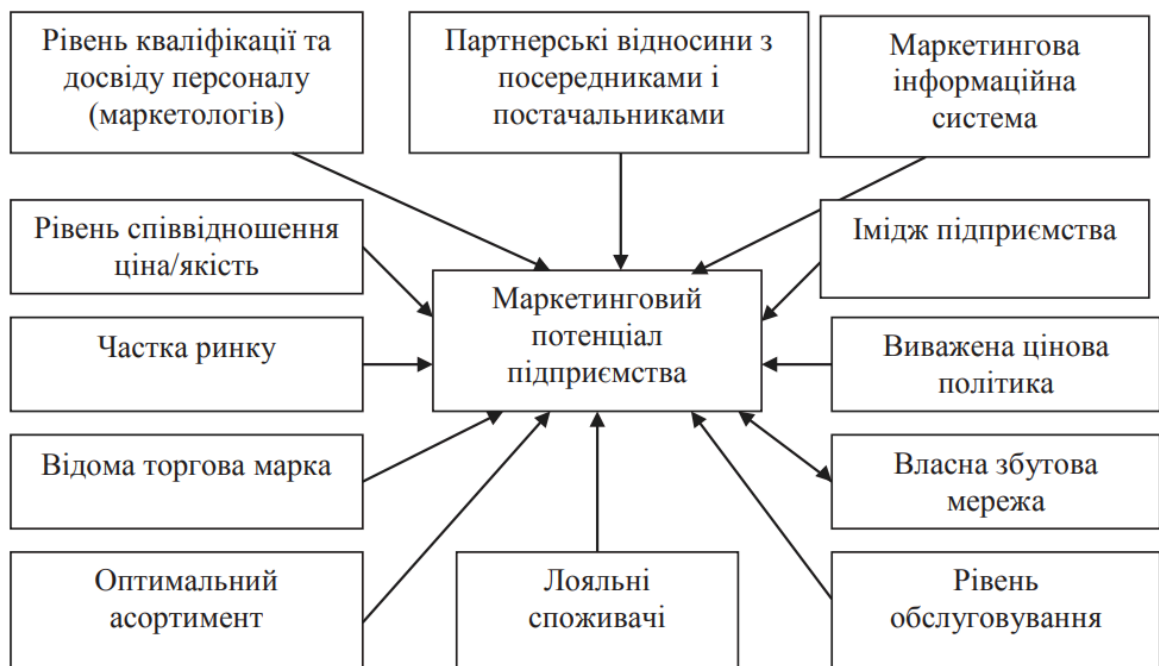 Рівень кваліфікації та
досвіду персоналу
(маркетологів)
Партнерські відносини з
посередниками і
постачальниками
Маркетингова
інформаційна
система
Рівень співвідношення
ціна/якість
Імідж підприємства
Маркетинговий
потенціал
підприємства
Частка ринку
Виважена цінова
політика
Відома торгова марка
Власна збутова
мережа
Оптимальний
асортимент
Лояльні
споживачі
Рівень
обслуговування